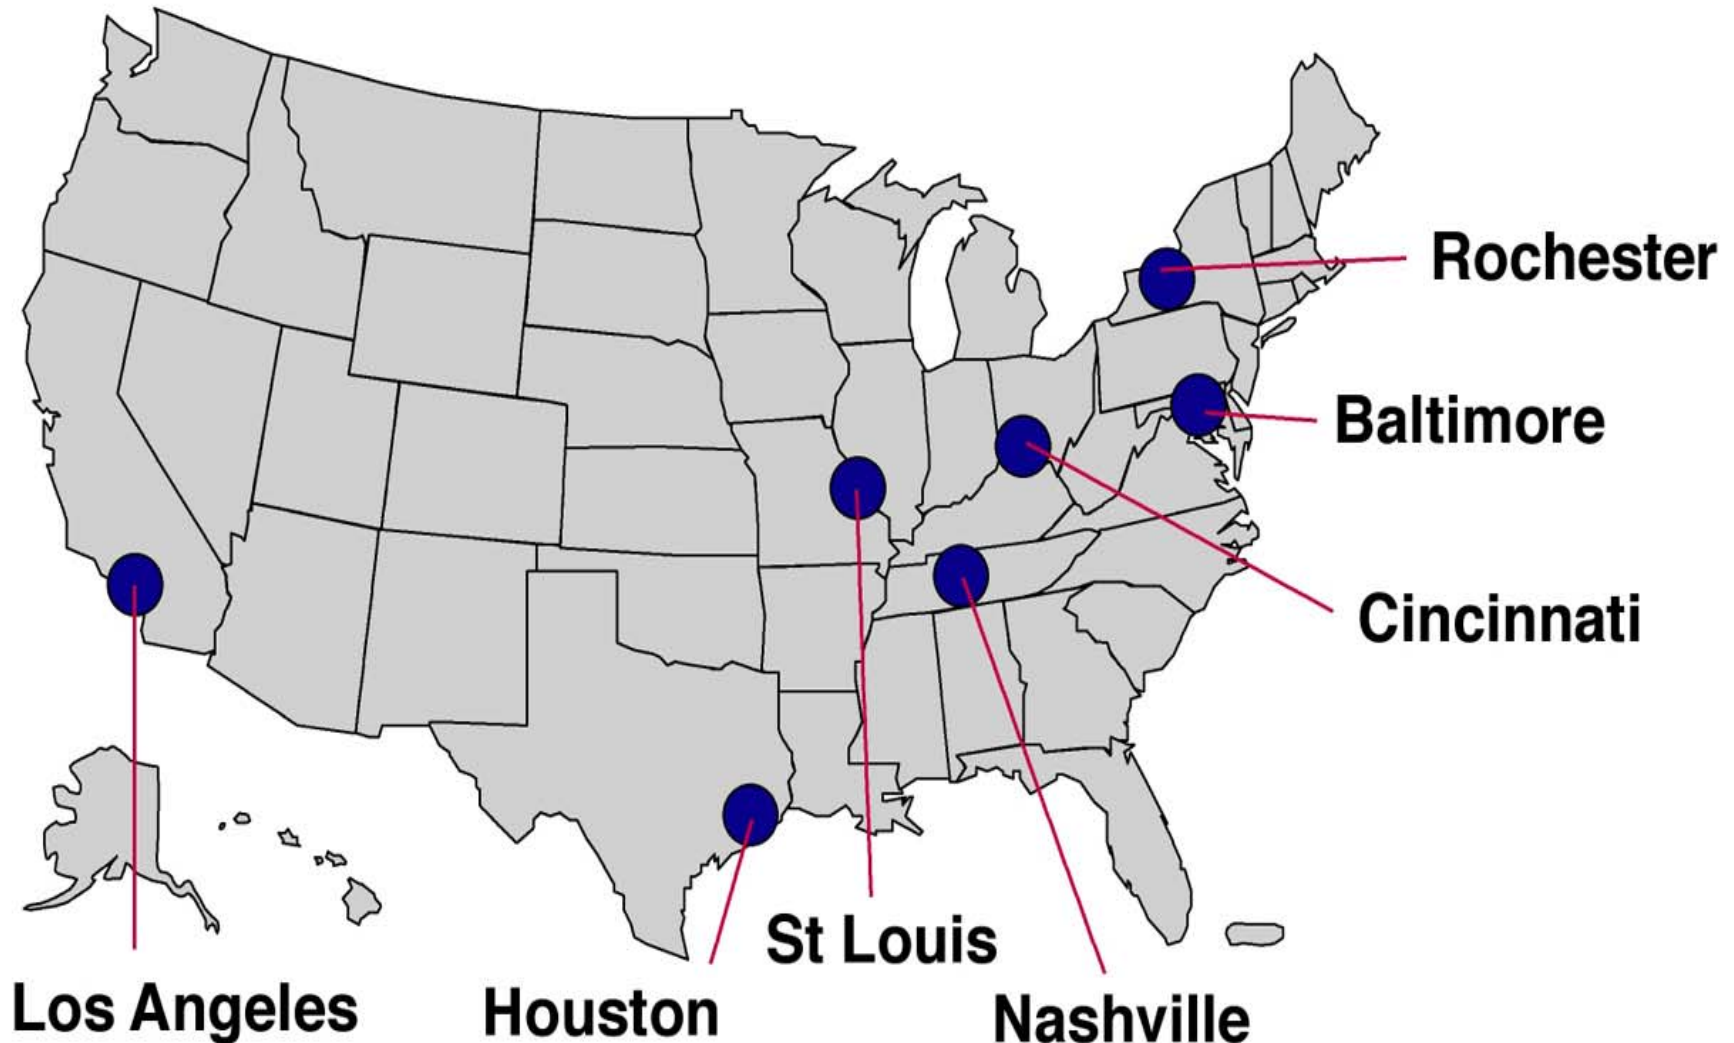 Rochester
Baltimore
Cincinnati
St Louis
Los Angeles
Houston
Nashville